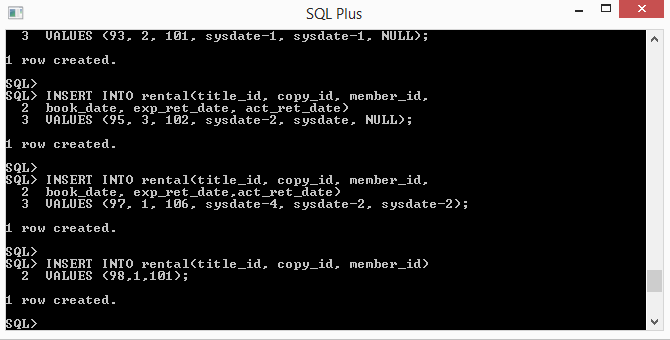 SQL Plus
3 VALUES (93, 2, 101, sysdate-1, sysdate-1, NULL);
1 row created.
SQL>
SQL> INSERT INTO rental(title_id, copy_id, member_id,
2 book_date, exp_ret_date, act_ret_date)
3 VALUES (95, 3, 102, sysdate-2, sysdate, NULL);
1 row created.
SQL>
SQL> INSERT INTO rental(title_id, copy_id, member_id,
2 book_date, exp_ret_date,act_ret_date)
3 VALUES (97, 1, 106, sysdate-4, sysdate-2, sysdate-2);
1 row created.
SQL>
SQL> INSERT INTO rental(title_id, copy_id, member_id)
2 VALUES (98,1,101);
1 row created.
SQL>